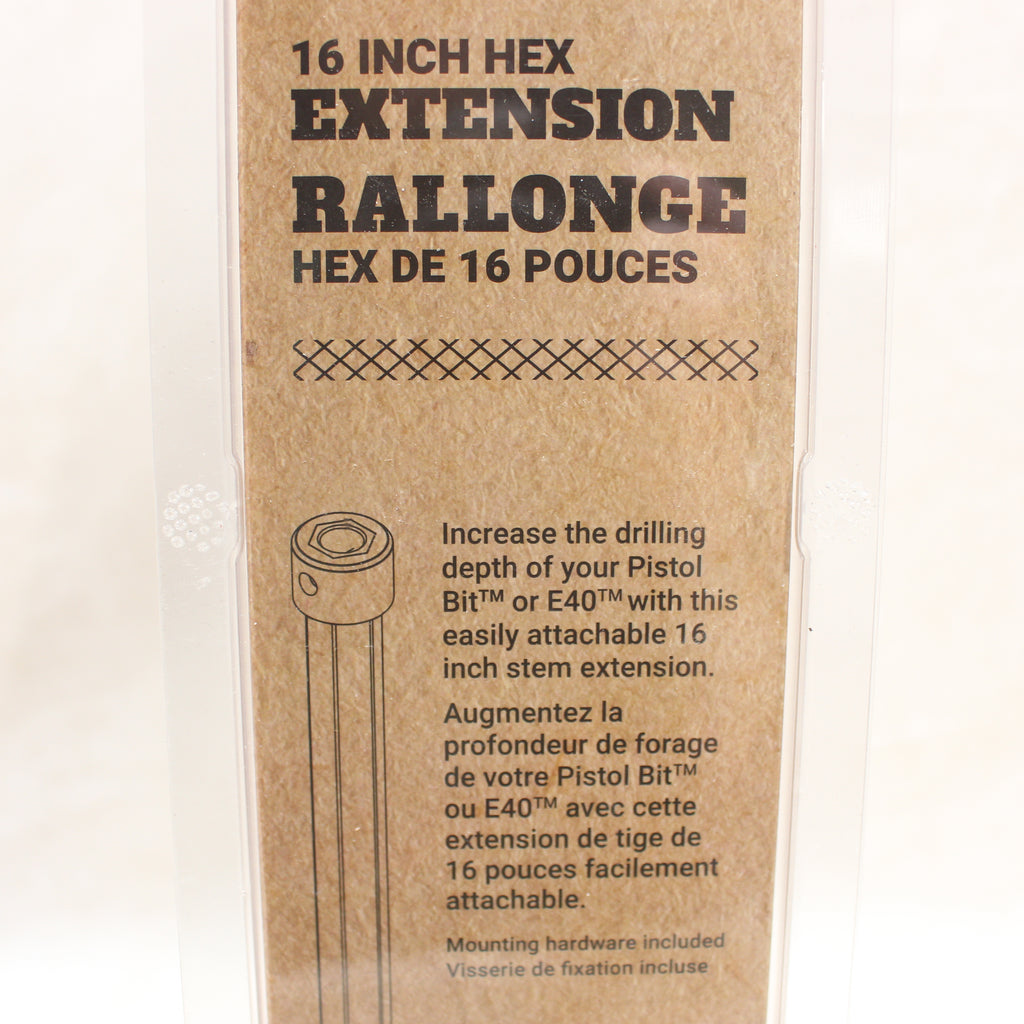 16 INCH HEX
EXTENSION
RALLONGE
HEX DE 16 POUCES
Increase the drilling
depth of your Pistol
Bit™ or E40™ with this
easily attachable 16
inch stem extension.
Augmentez la
profondeur de forage
de votre Pistol Bit™
ou E40™ avec cette
extension de tige de
16 pouces facilement
attachable.
Mounting hardware included
Visserie de fixation incluse